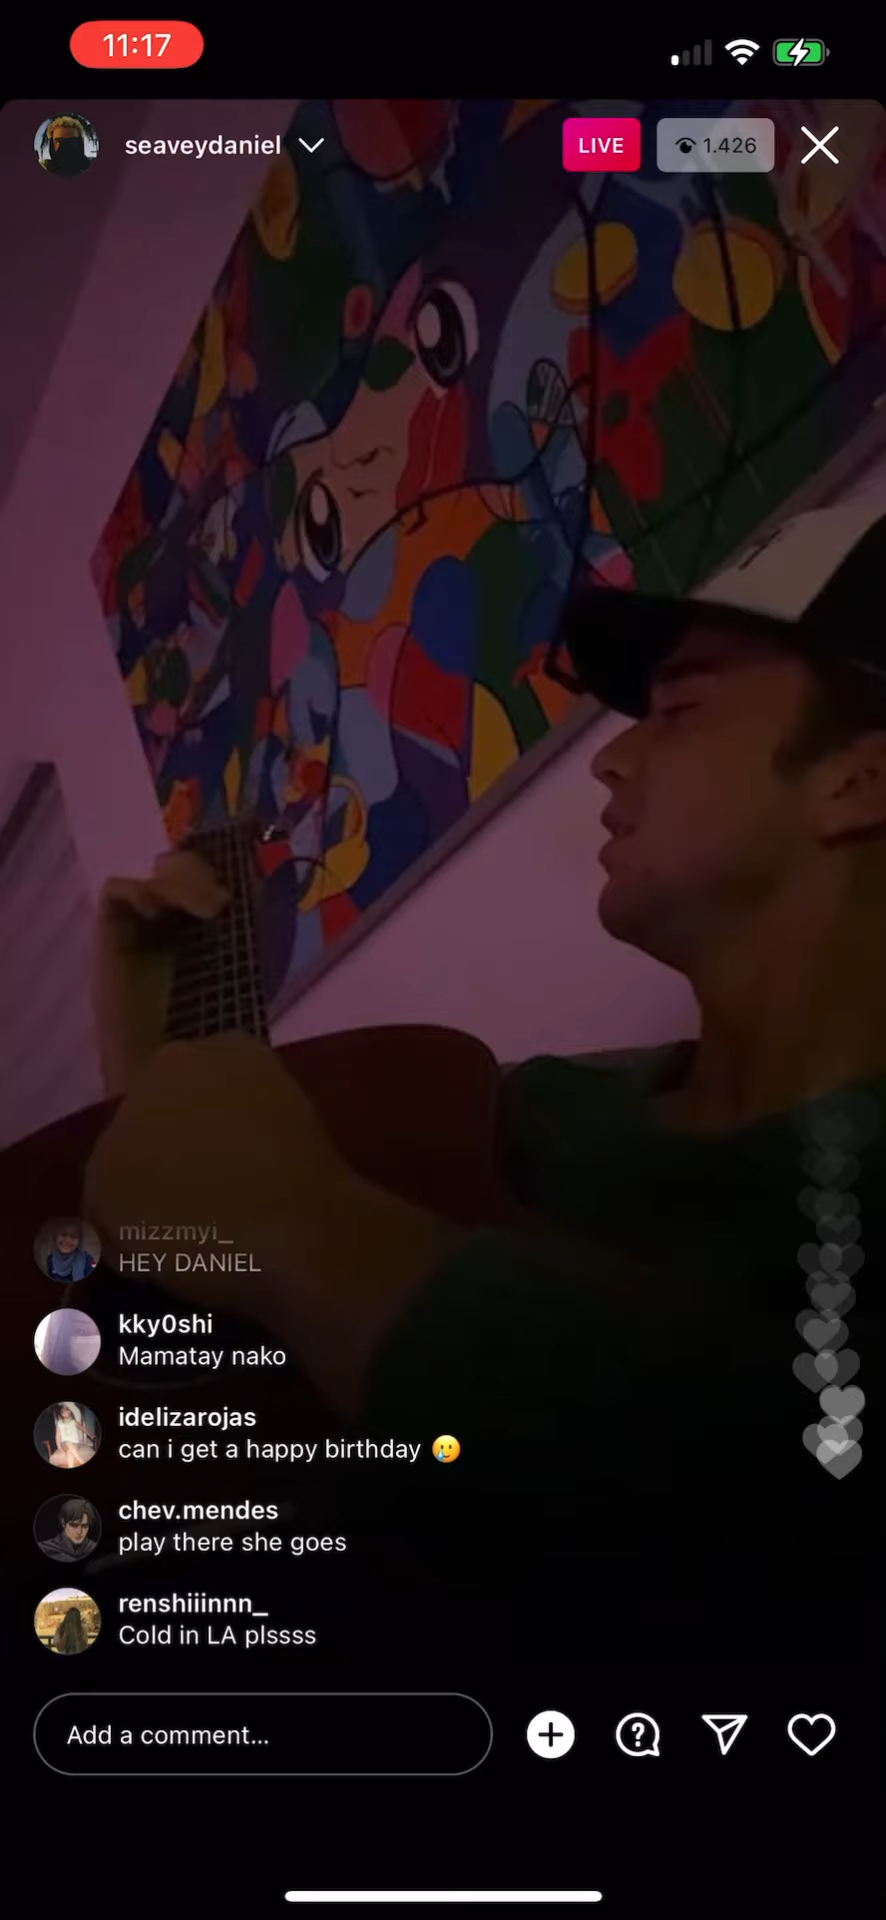 11:17
seaveydaniel
LIVE
1.426
mizzmyi_
HEY DANIEL
kky0shi
Mamatay nako
idelizarojas
can i get a happy birthday 🥲
chev.mendes
play there she goes
renshiiinnn_
Cold in LA plssss
Add a comment...